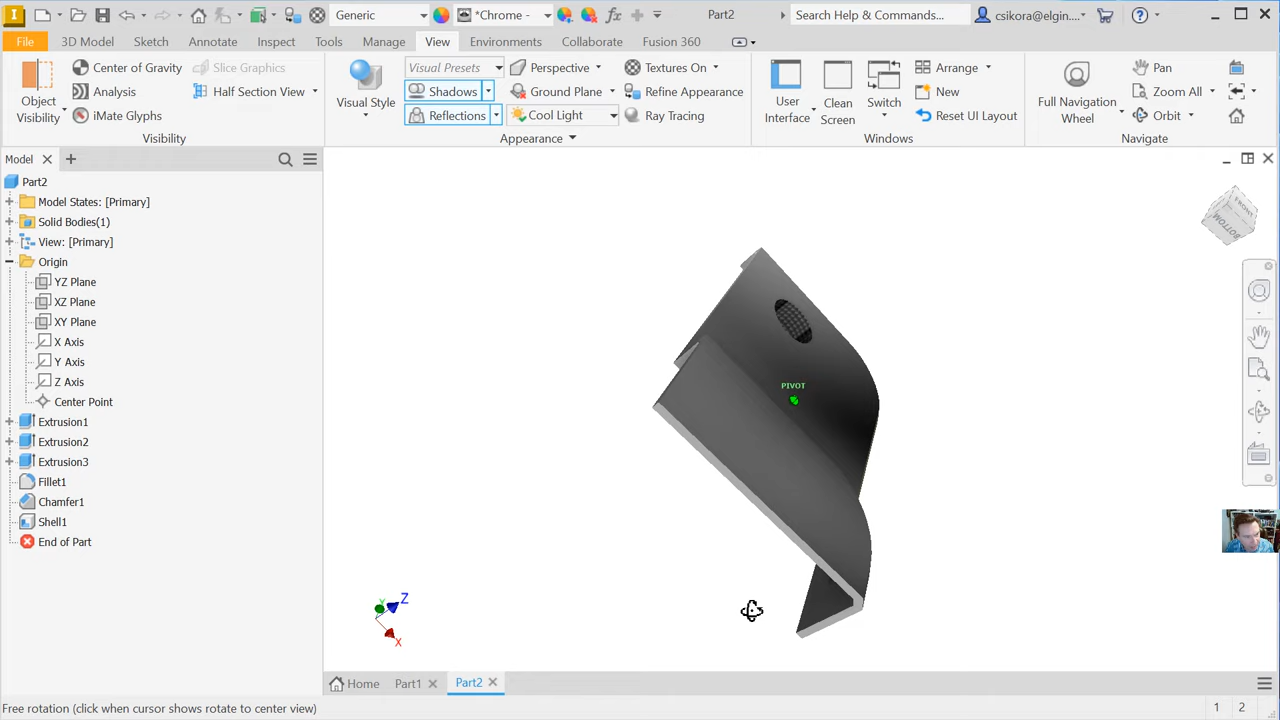 Generic
*Chrome -
Part2
Search Help & Commands...
csikora@elgin....
File
3D Model
Sketch
Annotate
Inspect
Tools
Manage
View
Environments
Collaborate
Fusion 360
Object
Visibility
Center of Gravity
Analysis
iMate Glyphs
Slice Graphics
Half Section View
Visibility
Visual Style
Visual Presets
Shadows
Reflections
Perspective
Ground Plane
Cool Light
Textures On
Refine Appearance
Ray Tracing
Appearance
User
Interface
Clean
Screen
Switch
Arrange
New
Reset UI Layout
Windows
Full Navigation
Wheel
Pan
Zoom All
Orbit
Navigate
Model
Part2
Model States: [Primary]
Solid Bodies(1)
View: [Primary]
Origin
YZ Plane
XZ Plane
XY Plane
X Axis
Y Axis
Z Axis
Center Point
Extrusion1
Extrusion2
Extrusion3
Fillet1
Chamfer1
Shell1
End of Part
FRONT
BOTTOM
PIVOT
Y
Z
X
Home
Part1
Part2
Free rotation (click when cursor shows rotate to center view)
1
2